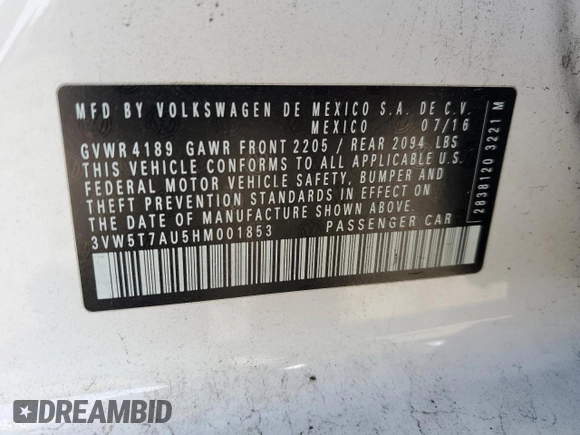 MFD BY VOLKSWAGEN DE MEXICO S.A. DE C.V.
MEXICO 07/16
GVWR4189 GAWR FRONT 2205 / REAR 2094 LBS
THIS VEHICLE CONFORMS TO ALL APPLICABLE U.S.
FEDERAL MOTOR VEHICLE SAFETY, BUMPER AND
THEFT PREVENTION STANDARDS IN EFFECT ON
THE DATE OF MANUFACTURE SHOWN ABOVE.
3VW5T7AU5HM001853 PASSENGER CAR
2838120 3221 M
DREAMBID